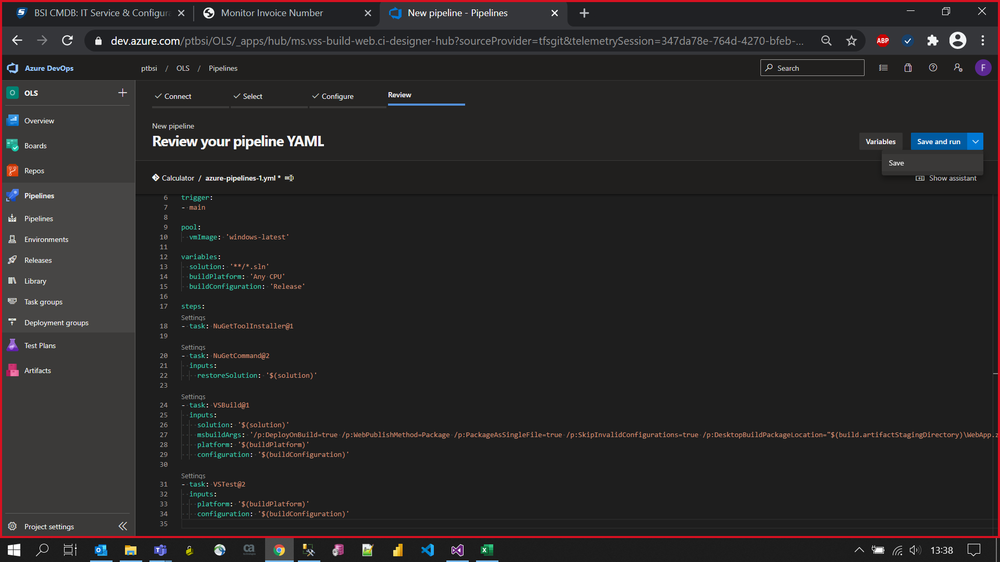 BSI CMDB: IT Service & Configura
Monitor Invoice Number
New pipeline - Pipelines
dev.azure.com/ptbsi/OLS/_apps/hub/ms.vss-build-web.ci-designer-hub?sourceProvider=tfsgit&telemetrySession=347da78e-764d-4270-bfeb-...
ABP
Azure DevOps
ptbsi / OLS / Pipelines
Search
F
O OLS
Overview
Boards
Repos
Pipelines
Pipelines
Environments
Releases
Library
Task groups
Deployment groups
Test Plans
Artifacts
Project settings
Connect
Select
Configure
Review
New pipeline
Review your pipeline YAML
Variables
Save and run
Save
Calculator / azure-pipelines-1.yml *
Show assistant
6 trigger:
7 - main
8
9 pool:
10 vmImage: 'windows-latest'
11
12 variables:
13 solution: '**/*.sln'
14 buildPlatform: 'Any CPU'
15 buildConfiguration: 'Release'
16
17 steps:
Settings
18 - task: NuGetToolInstaller@1
19
Settings
20 - task: NuGetCommand@2
21 inputs:
22 restoreSolution: '$(solution)'
23
Settings
24 - task: VSBuild@1
25 inputs:
26 solution: '$(solution)'
27 msbuildArgs: '/p:DeployOnBuild=true /p:WebPublishMethod=Package /p:PackageAsSingleFile=true /p:SkipInvalidConfigurations=true /p:DesktopBuildPackageLocation="$(build.artifactStagingDirectory)\WebApp.z
28 platform: '$(buildPlatform)'
29 configuration: '$(buildConfiguration)'
30
Settings
31 - task: VSTest@2
32 inputs:
33 platform: '$(buildPlatform)'
34 configuration: '$(buildConfiguration)'
35
ca
technologies
13:38